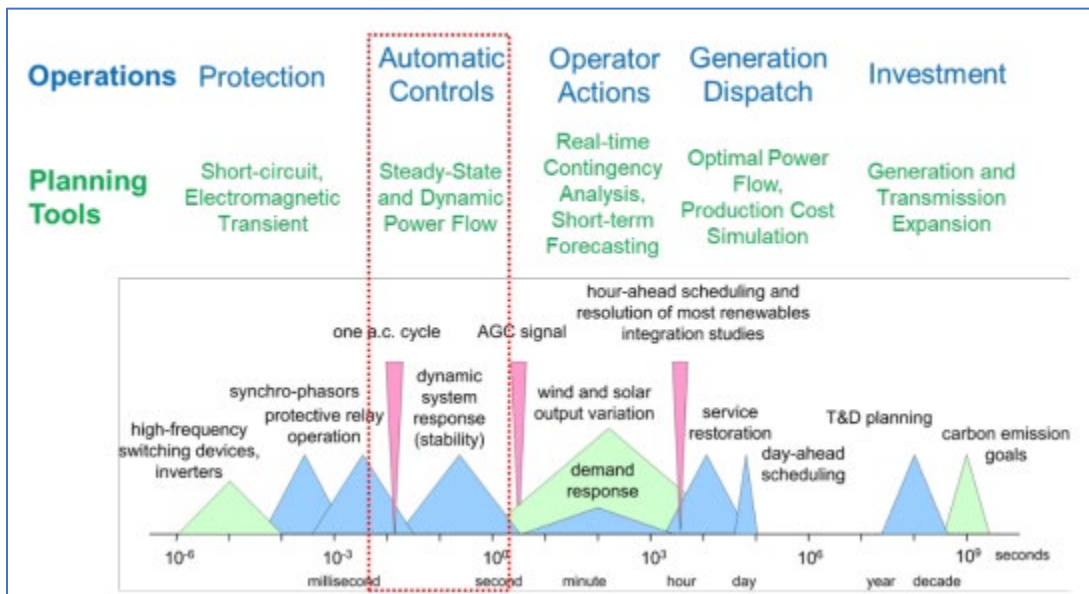 Operations
Protection
Automatic
Controls
Operator
Actions
Generation
Dispatch
Investment
Planning
Tools
Short-circuit,
Electromagnetic
Transient
Steady-State
and Dynamic
Power Flow
Real-time
Contingency
Analysis,
Short-term
Forecasting
Optimal Power
Flow,
Production Cost
Simulation
Generation and
Transmission
Expansion
hour-ahead scheduling and
resolution of most renewables
integration studies
one a.c. cycle
AGC signal
synchro-phasors
protective relay
operation
dynamic
system
response
(stability)
wind and solar
output variation
high-frequency
switching devices,
inverters
demand
response
service
restoration
day-ahead
scheduling
T&D planning
carbon emission
goals
10-6
10-3
100
103
106
109
seconds
millisecond
second
minute
hour
day
year
decade